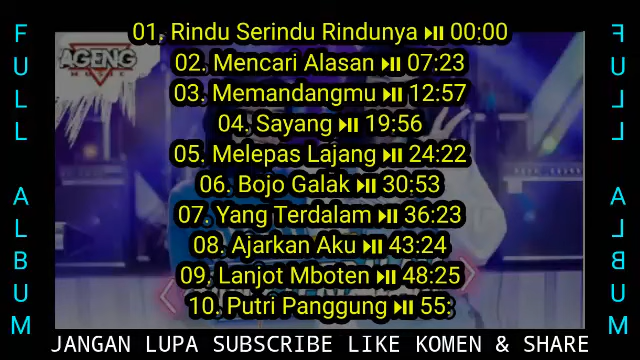 FULL ALBUM
AGENG
MUSIC
01. Rindu Serindu Rindunya ⏯ 00:00
02. Mencari Alasan ⏯ 07:23
03. Memandangmu ⏯ 12:57
04. Sayang ⏯ 19:56
05. Melepas Lajang ⏯ 24:22
06. Bojo Galak ⏯ 30:53
07. Yang Terdalam ⏯ 36:23
08. Ajarkan Aku ⏯ 43:24
09. Lanjot Mboten ⏯ 48:25
10. Putri Panggung ⏯ 55:
FULL ALBUM
JANGAN LUPA SUBSCRIBE LIKE KOMEN & SHARE